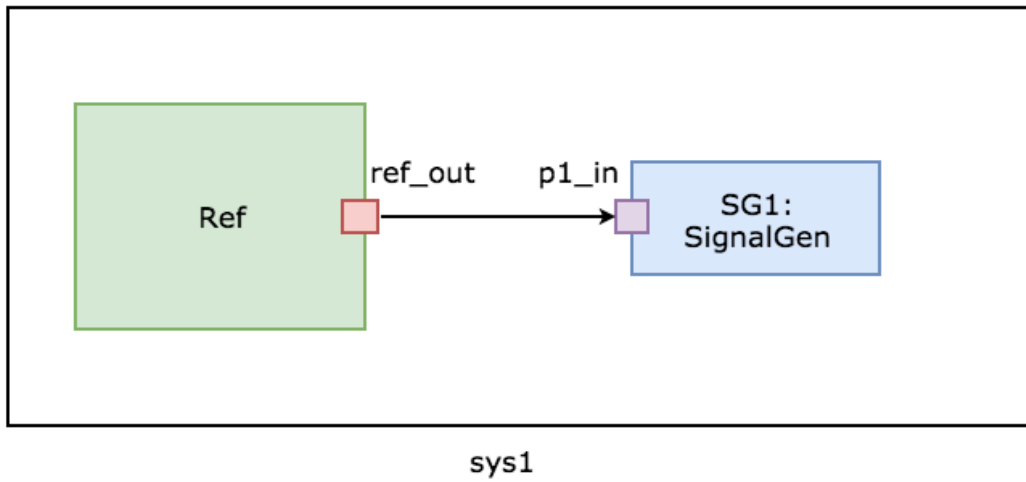 ref_out
p1_in
Ref
SG1:
SignalGen
sys1